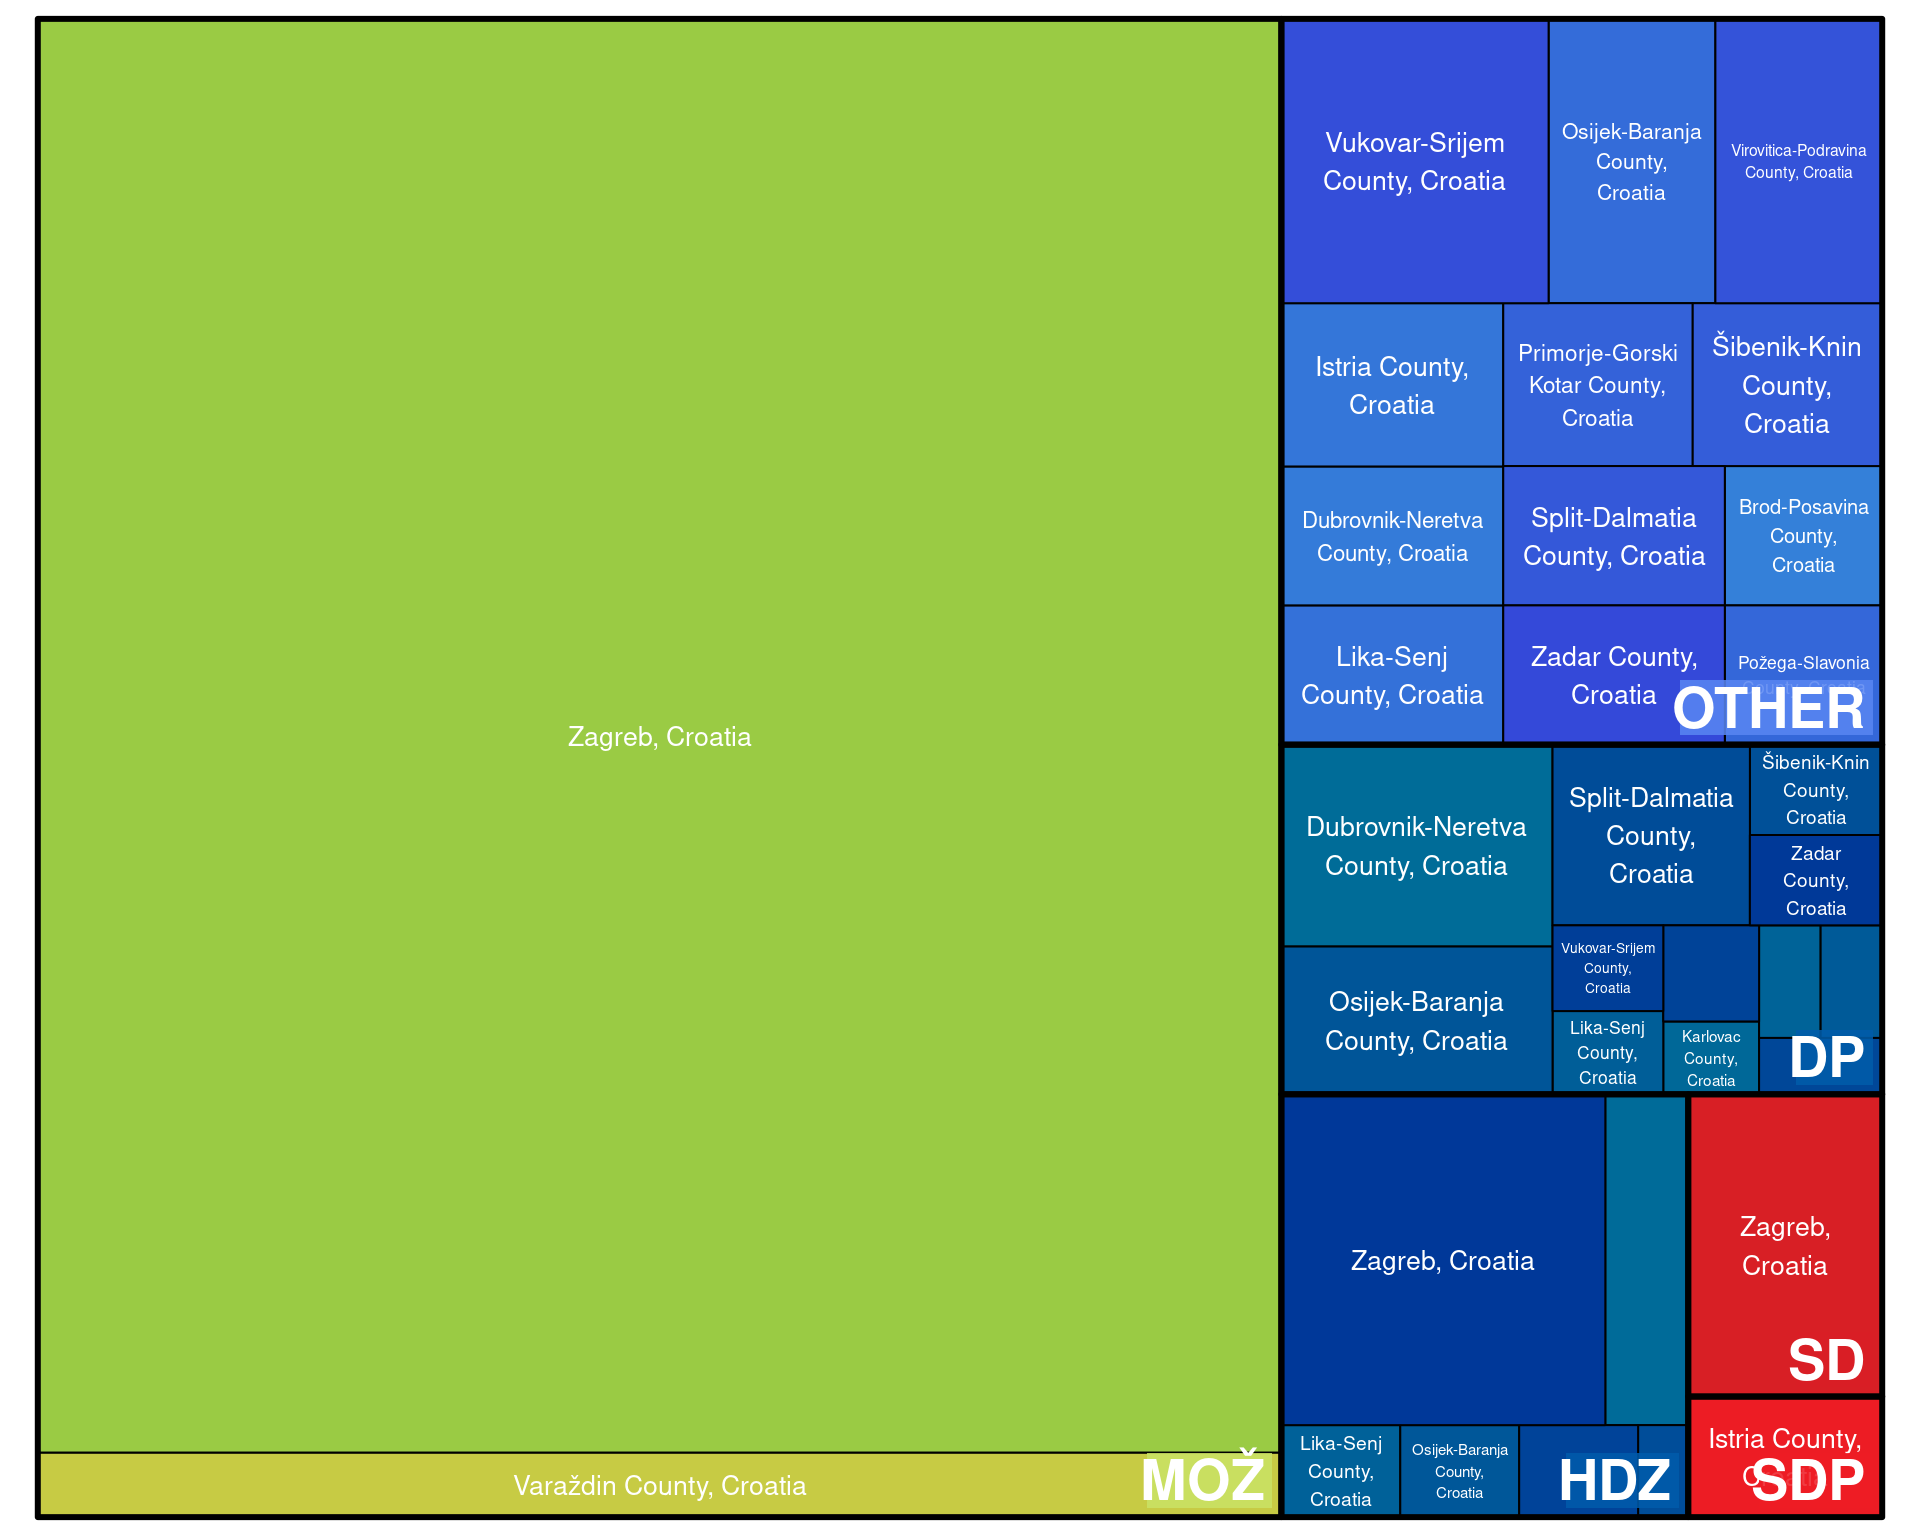 Zagreb, Croatia
Varaždin County, Croatia
MOŽ
Vukovar-Srijem
County, Croatia
Osijek-Baranja
County,
Croatia
Virovitica-Podravina
County, Croatia
Istria County,
Croatia
Primorje-Gorski
Kotar County,
Croatia
Šibenik-Knin
County,
Croatia
Dubrovnik-Neretva
County, Croatia
Split-Dalmatia
County, Croatia
Brod-Posavina
County,
Croatia
Lika-Senj
County, Croatia
Zadar County,
Croatia
Požega-Slavonia
OTHER
Dubrovnik-Neretva
County, Croatia
Split-Dalmatia
County,
Croatia
Šibenik-Knin
County,
Croatia
Zadar
County,
Croatia
Osijek-Baranja
County, Croatia
Vukovar-Srijem
County,
Croatia
Lika-Senj
County,
Croatia
Karlovac
County,
Croatia
DP
Zagreb, Croatia
Lika-Senj
County,
Croatia
Osijek-Baranja
County,
Croatia
HDZ
Zagreb,
Croatia
SD
Istria County,
SDP